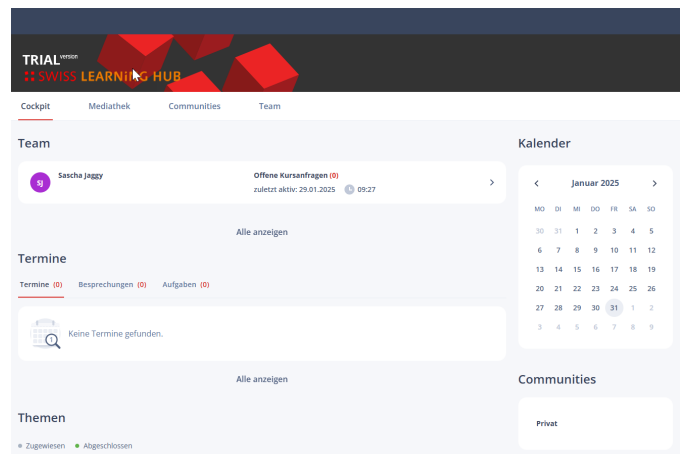 TRIAL version
SWISS LEARNING HUB
Cockpit Mediathek Communities Team
Team
SJ Sascha Jaggy Offene Kursanfragen (0)
zuletzt aktiv: 29.01.2025 09:27
Alle anzeigen
Termine
Termine (0) Besprechungen (0) Aufgaben (0)
1 Keine Termine gefunden.
Alle anzeigen
Themen
Zugewiesen Abgeschlossen
Kalender
Januar 2025
MO DI MI DO FR SA SO
30 31 1 2 3 4 5
6 7 8 9 10 11 12
13 14 15 16 17 18 19
20 21 22 23 24 25 26
27 28 29 30 31 1 2
3 4 5 6 7 8 9
Communities
Privat